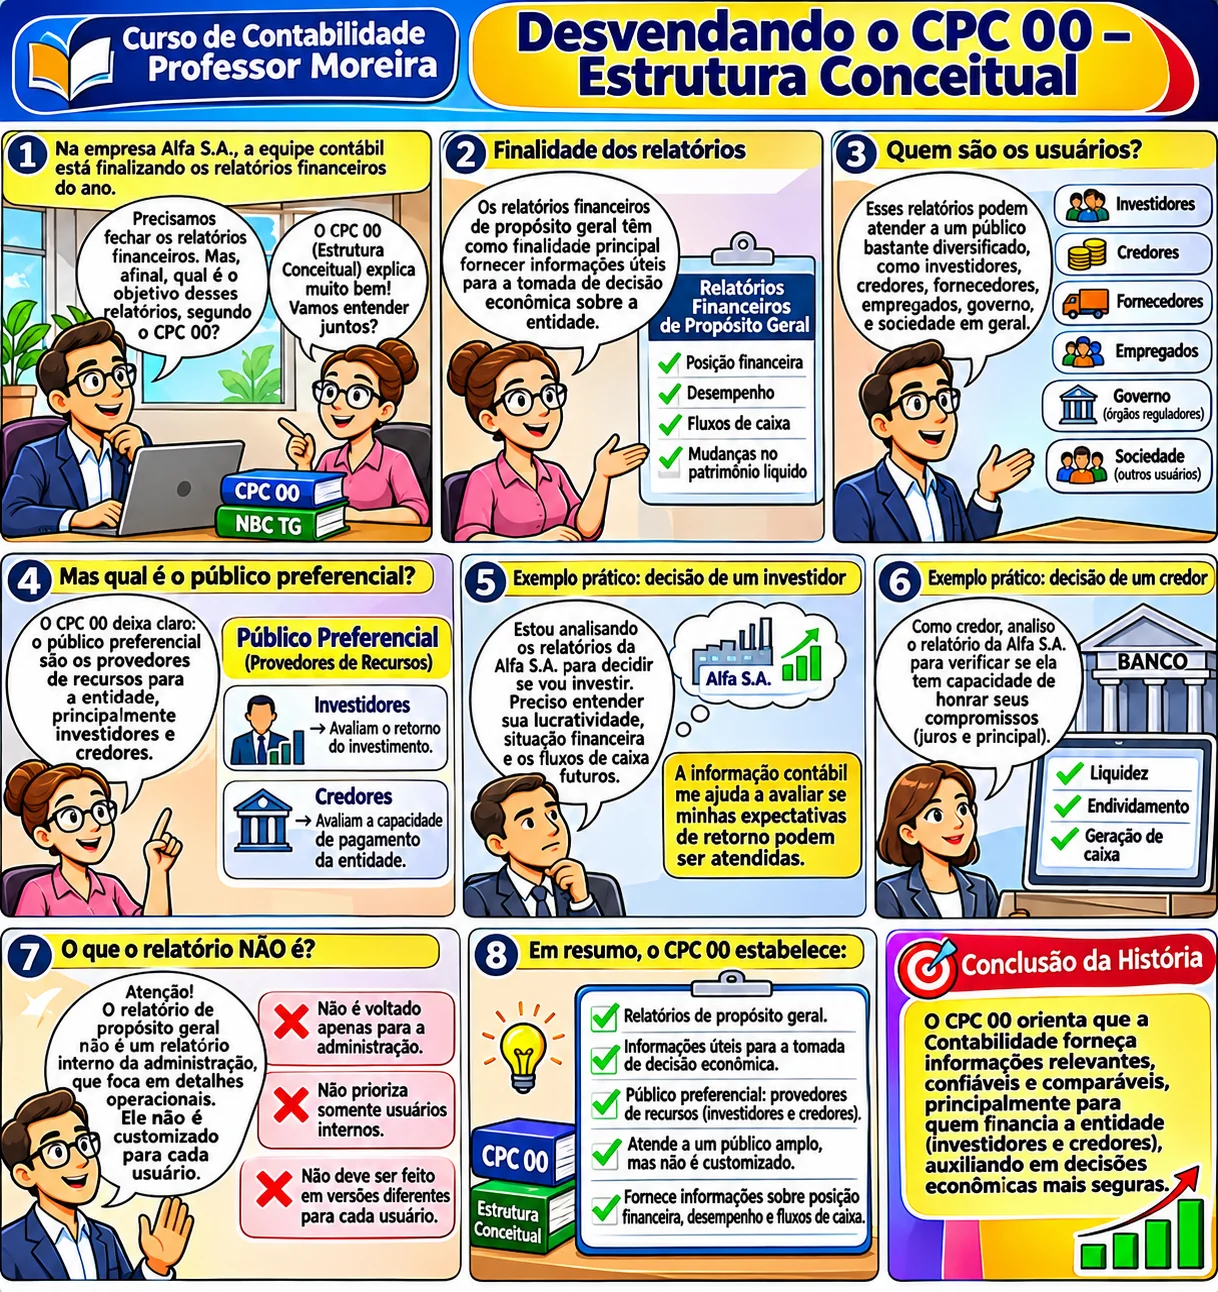 Curso de Contabilidade
Professor Moreira
Desvendando o CPC 00 –
Estrutura Conceitual
1
Na empresa Alfa S.A., a equipe contábil
está finalizando os relatórios financeiros
do ano.
Precisamos
fechar os relatórios
financeiros. Mas,
afinal, qual é o
objetivo desses
relatórios, segundo
o CPC 00?
O CPC 00
(Estrutura
Conceitual) explica
muito bem!
Vamos entender
juntos?
CPC 00
NBC TG
2
Finalidade dos relatórios
Os relatórios financeiros
de propósito geral têm
como finalidade principal
fornecer informações úteis
para a tomada de decisão
econômica sobre a
entidade.
Relatórios
Financeiros
de Propósito Geral
Posição financeira
Desempenho
Fluxos de caixa
Mudanças no
patrimônio liquido
3
Quem são os usuários?
Esses relatórios podem
atender a um público
bastante diversificado,
como investidores,
credores, fornecedores,
empregados, governo,
e sociedade em geral.
Investidores
Credores
Fornecedores
Empregados
Governo
(órgãos reguladores)
Sociedade
(outros usuários)
4
Mas qual é o público preferencial?
O CPC 00 deixa claro:
o público preferencial
são os provedores
de recursos para
a entidade,
principalmente
investidores e
credores.
Público Preferencial
(Provedores de Recursos)
Investidores
→ Avaliam o retorno
do investimento.
Credores
→ Avaliam a capacidade
de pagamento
da entidade.
5
Exemplo prático: decisão de um investidor
Estou analisando
os relatórios da
Alfa S.A. para decidir
se vou investir.
Preciso entender
sua lucratividade,
situação financeira
e os fluxos de caixa
futuros.
Alfa S.A.
A informação contábil
me ajuda a avaliar se
minhas expectativas
de retorno podem
ser atendidas.
6
Exemplo prático: decisão de um credor
Como credor, analiso
o relatório da Alfa S.A.
para verificar se ela
tem capacidade de
honrar seus
compromissos
(juros e principal).
BANCO
Liquidez
Endividamento
Geração de
caixa
7
O que o relatório NÃO é?
Atenção!
O relatório de
propósito geral
não é um relatório
interno da administração,
que foca em detalhes
operacionais.
Ele não é
customizado
para cada
usuário.
Não é voltado
apenas para a
administração.
Não prioriza
somente usuários
internos.
Não deve ser feito
em versões diferentes
para cada usuário.
8
Em resumo, o CPC 00 estabelece:
Relatórios de propósito geral.
Informações úteis para a tomada
de decisão econômica.
Público preferencial: provedores
de recursos (investidores e credores).
Atende a um público amplo,
mas não é customizado.
Fornece informações sobre posição
financeira, desempenho e fluxos de caixa.
CPC 00
Estrutura
Conceitual
Conclusão da História
O CPC 00 orienta que a
Contabilidade forneça
informações relevantes,
confiáveis e comparáveis,
principalmente para
quem financia a entidade
(investidores e credores),
auxiliando em decisões
econômicas mais seguras.